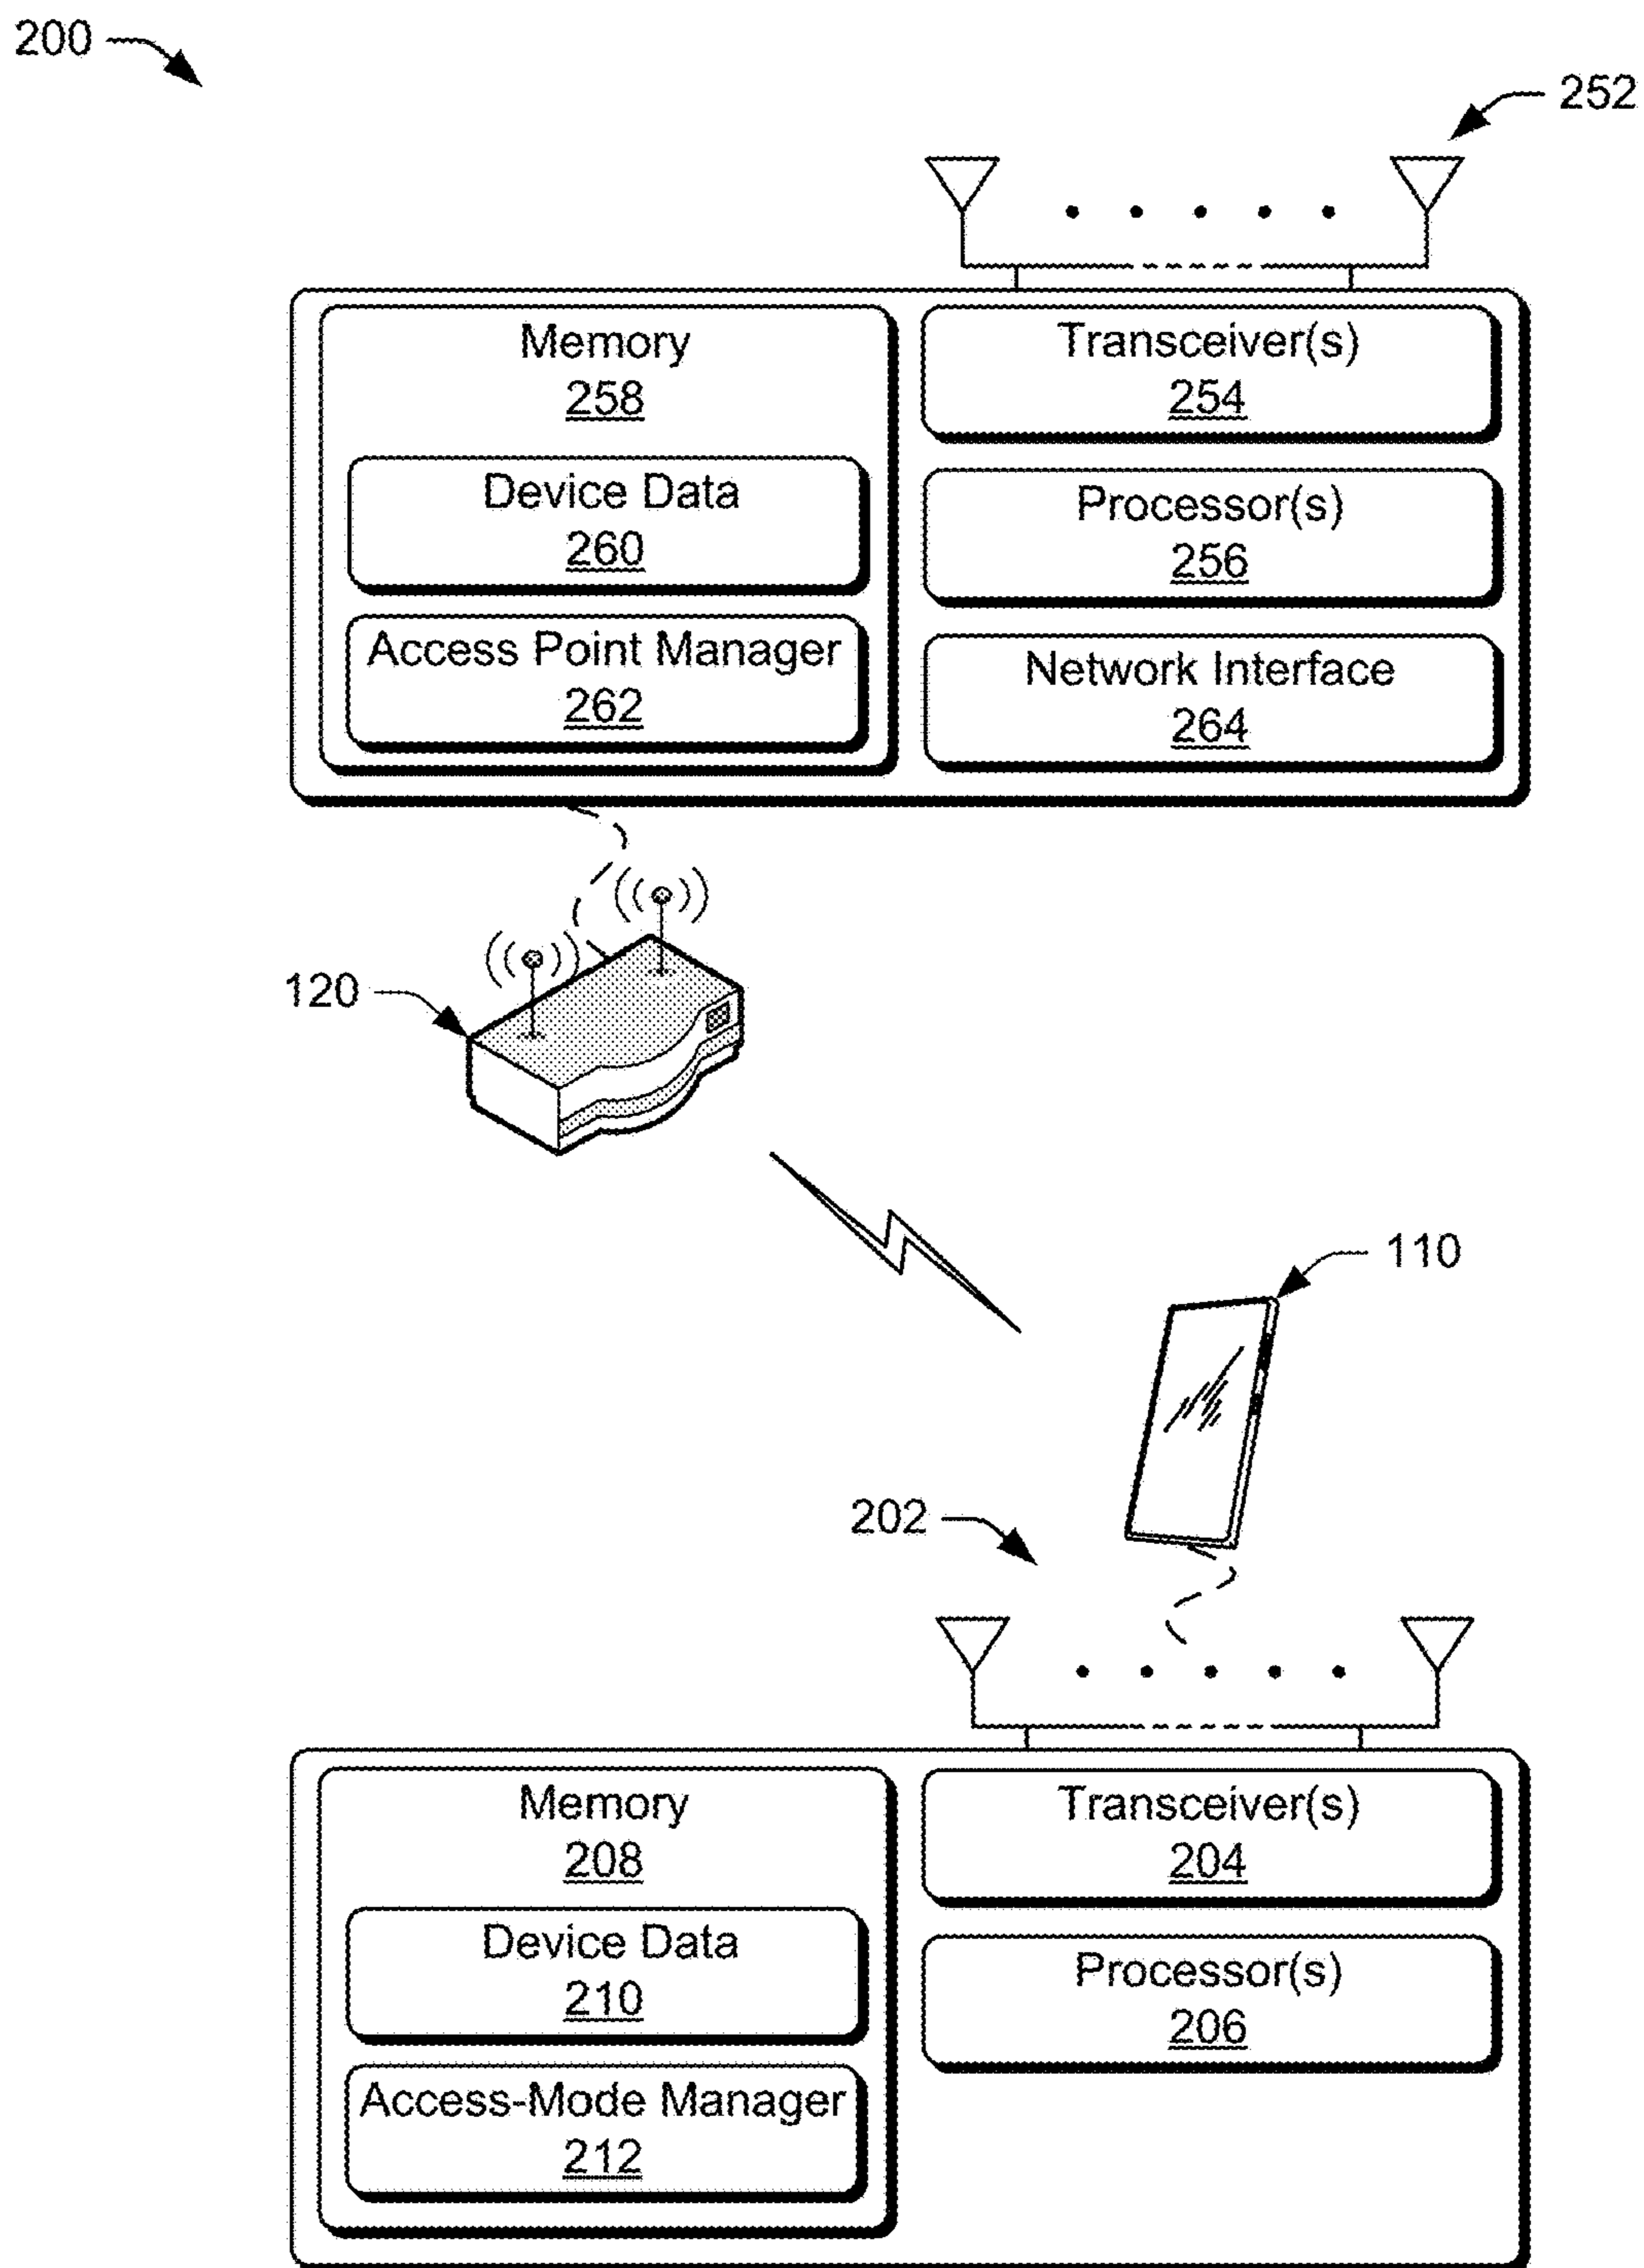 200
252
Memory
258
Transceiver(s)
254
Device Data
260
Processor(s)
256
Access Point Manager
262
Network Interface
264
120
110
202
Memory
208
Transceiver(s)
204
Device Data
210
Processor(s)
206
Access-Mode Manager
212